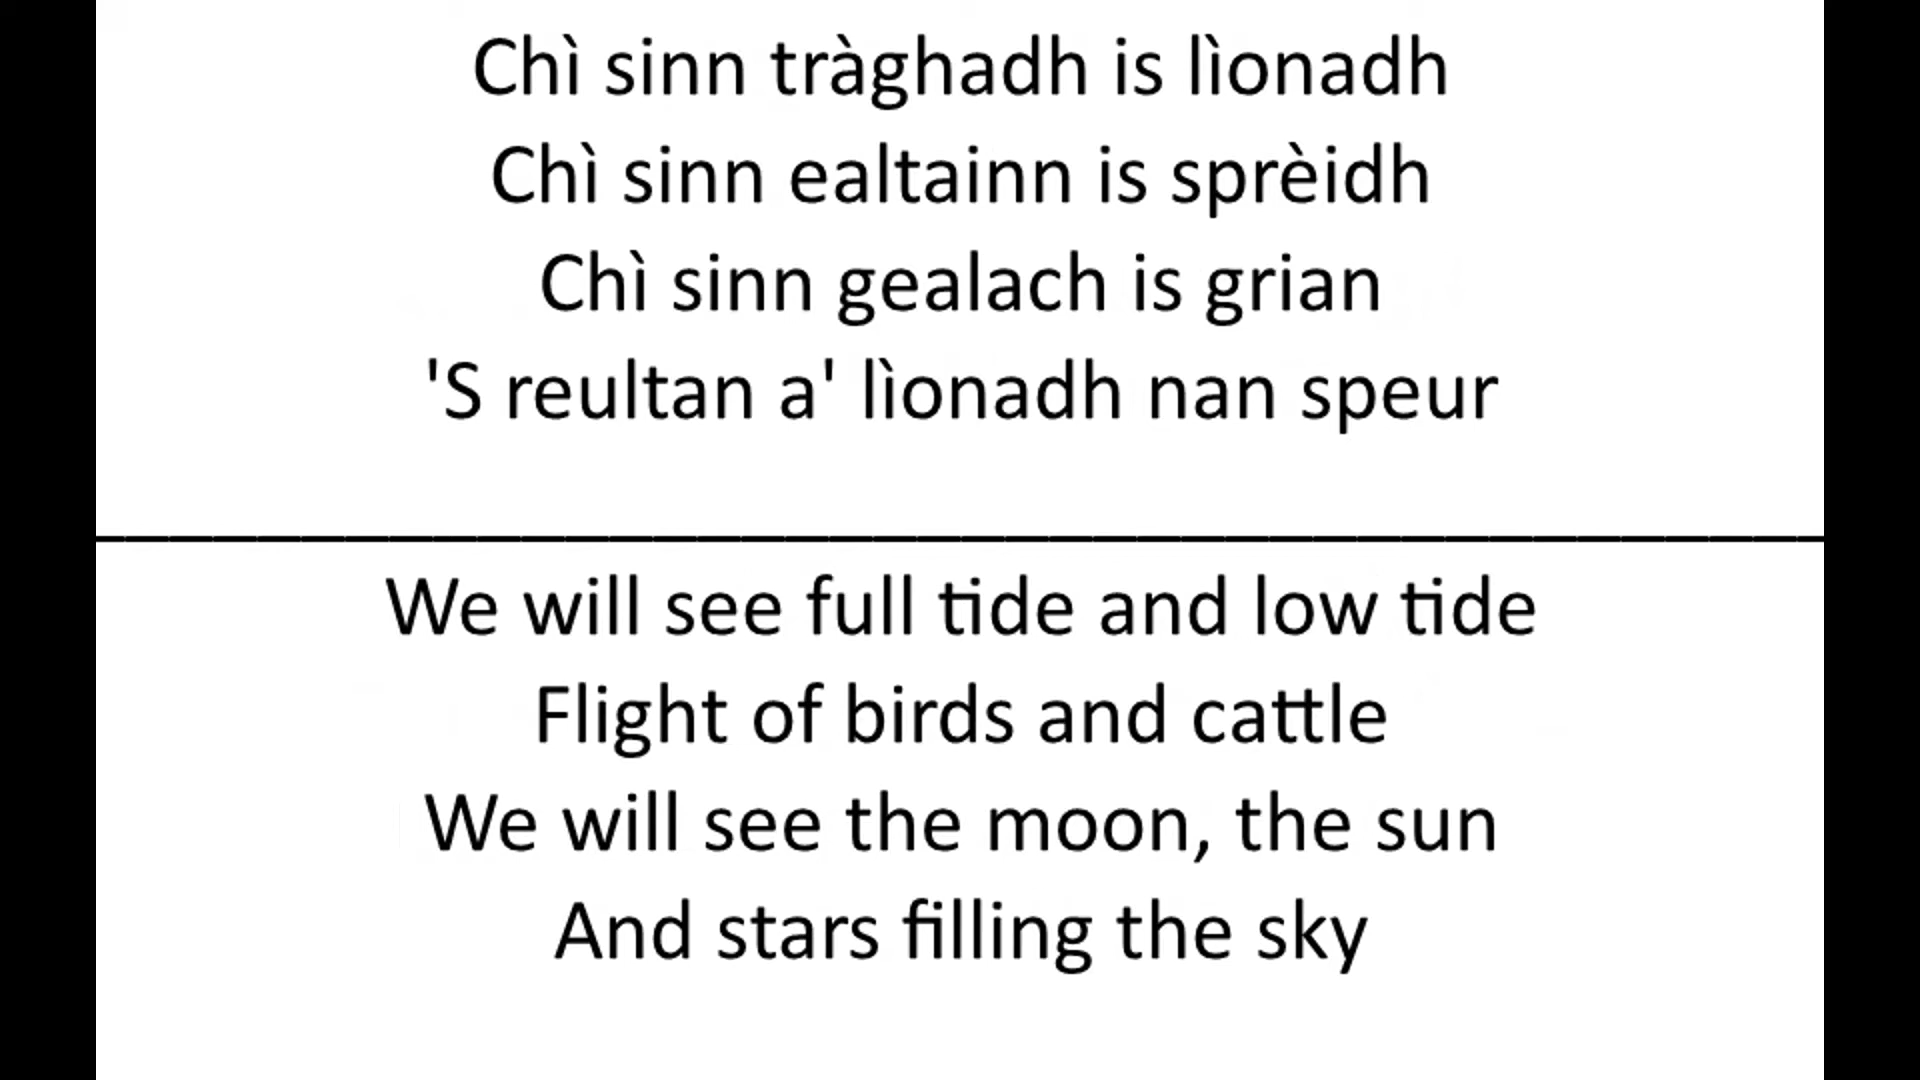 Chì sinn tràghadh is lìonadh
Chì sinn ealtainn is sprèidh
Chì sinn gealach is grian
'S reultan a' lìonadh nan speur
We will see full tide and low tide
Flight of birds and cattle
We will see the moon, the sun
And stars filling the sky